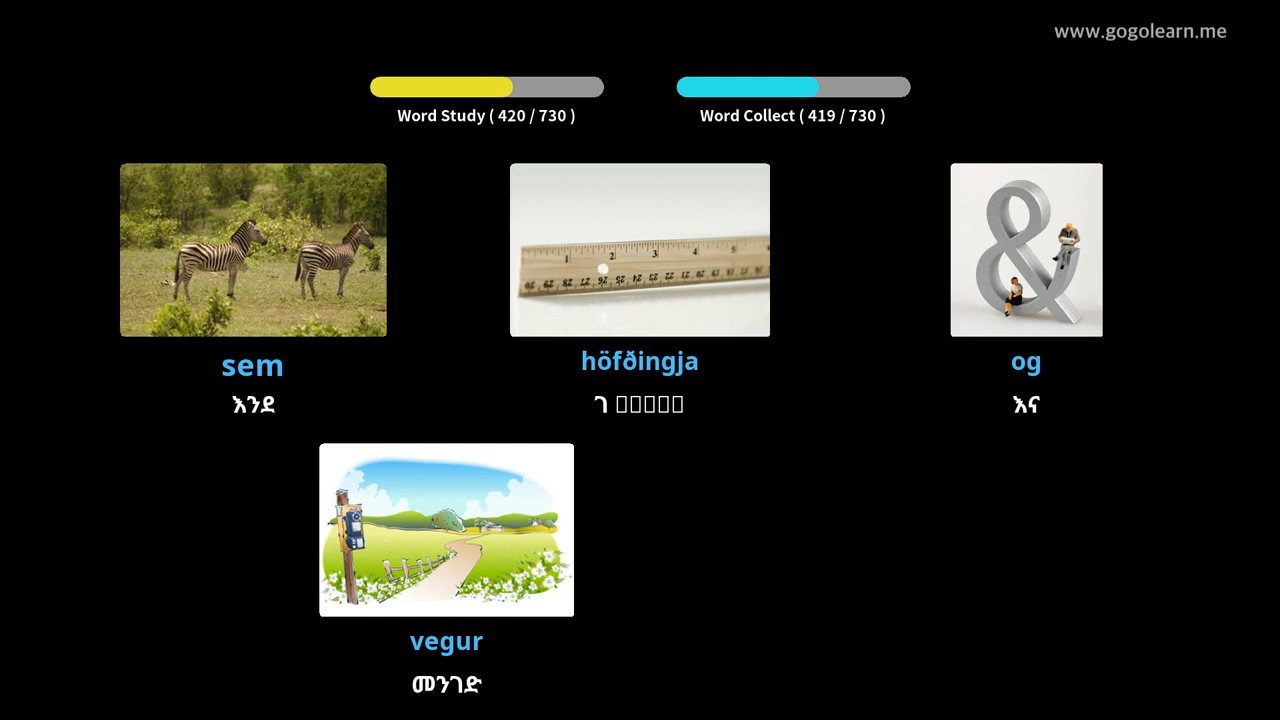 www.gogolearn.me
Word Study ( 420 / 730 )
Word Collect ( 419 / 730 )
sem
höfðingja
og
እንደ
እና
vegur
መንገድ